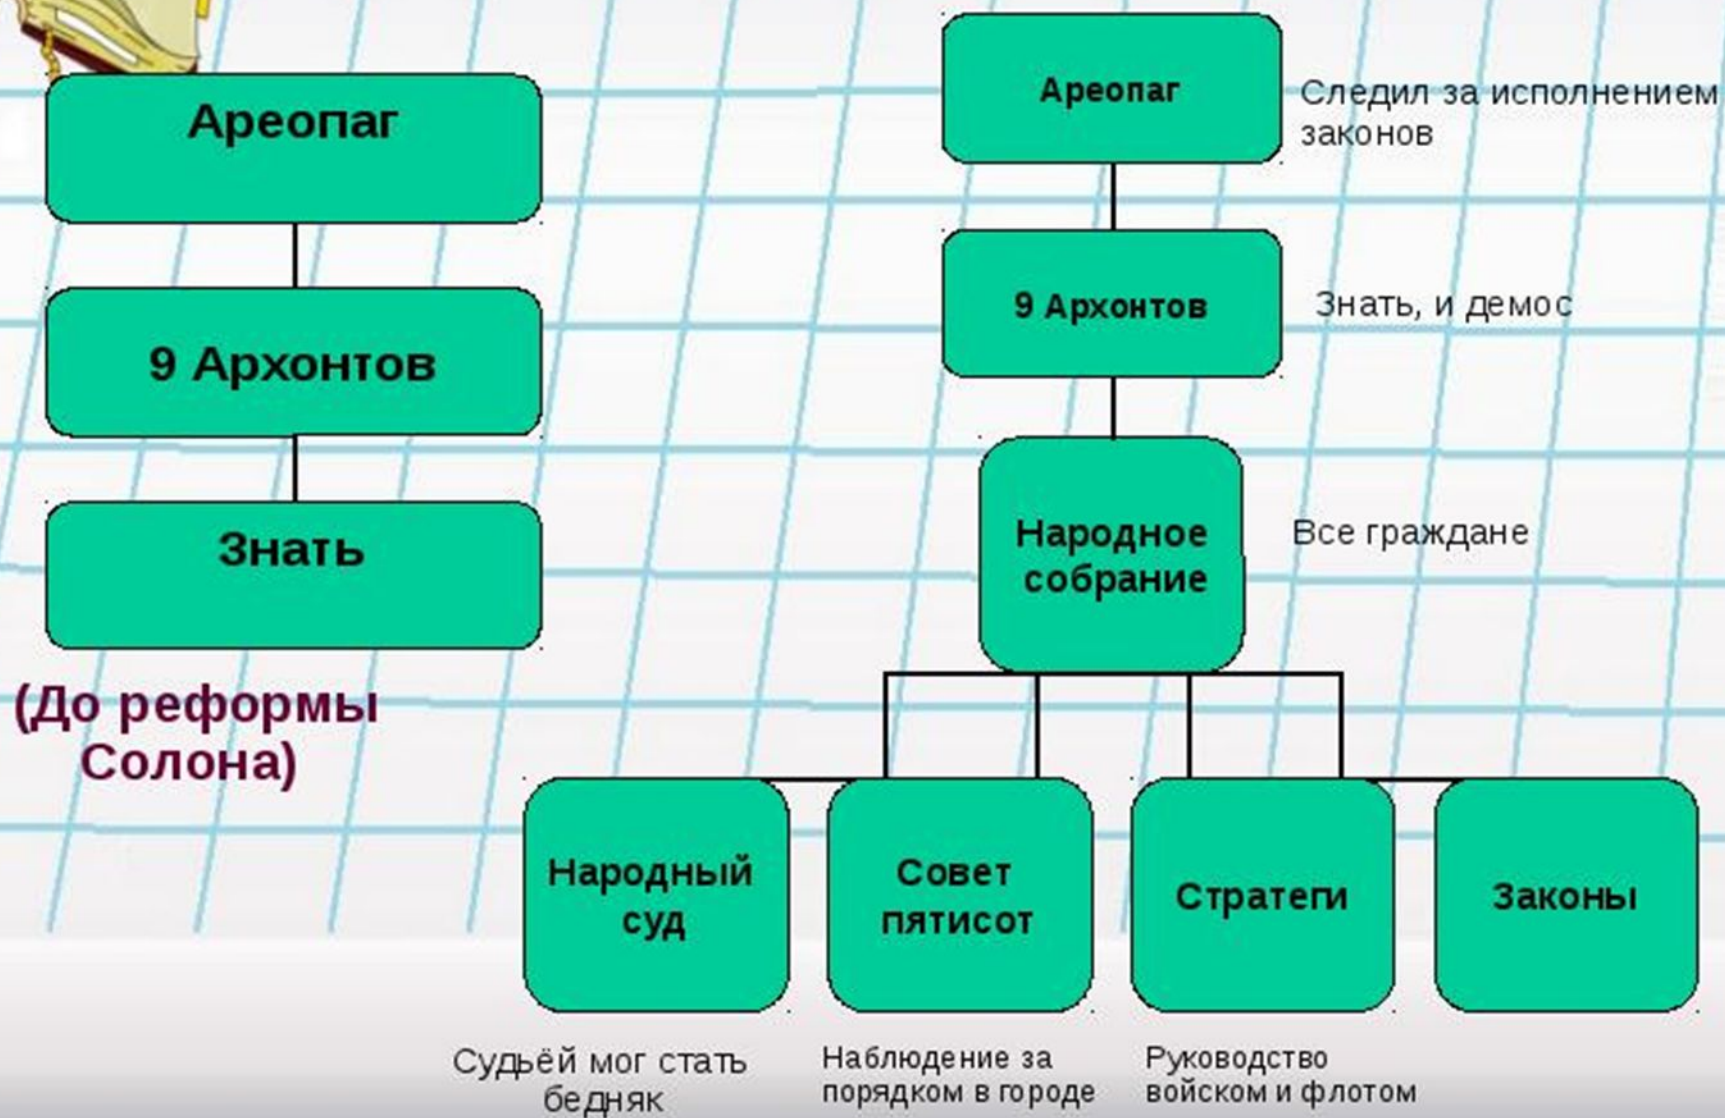 Ареопаг
9 Архонтов
Знать
(До реформы
Солона)
Ареопаг
Следил за исполнением
законов
9 Архонтов
Знать, и демос
Народное
собрание
Все граждане
Народный
суд
Совет
пятисот
Стратеги
Законы
Судьёй мог стать
бедняк
Наблюдение за
порядком в городе
Руководство
войском и флотом